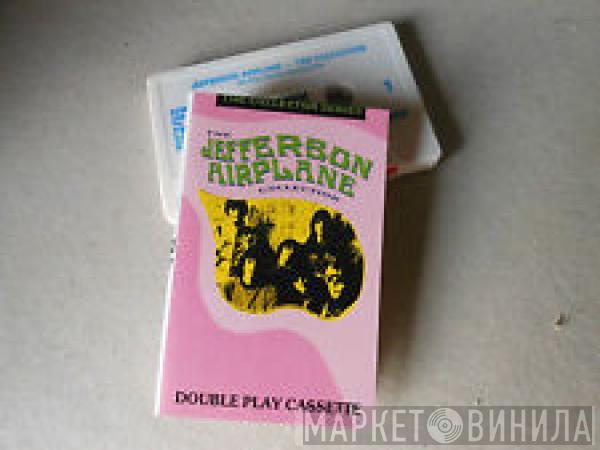 THE COLLECTOR SERIES
THE
JEFFERSON
AIRPLANE
COLLECTION
DOUBLE PLAY CASSETTE
МАРКЕТ ВИНИЛА